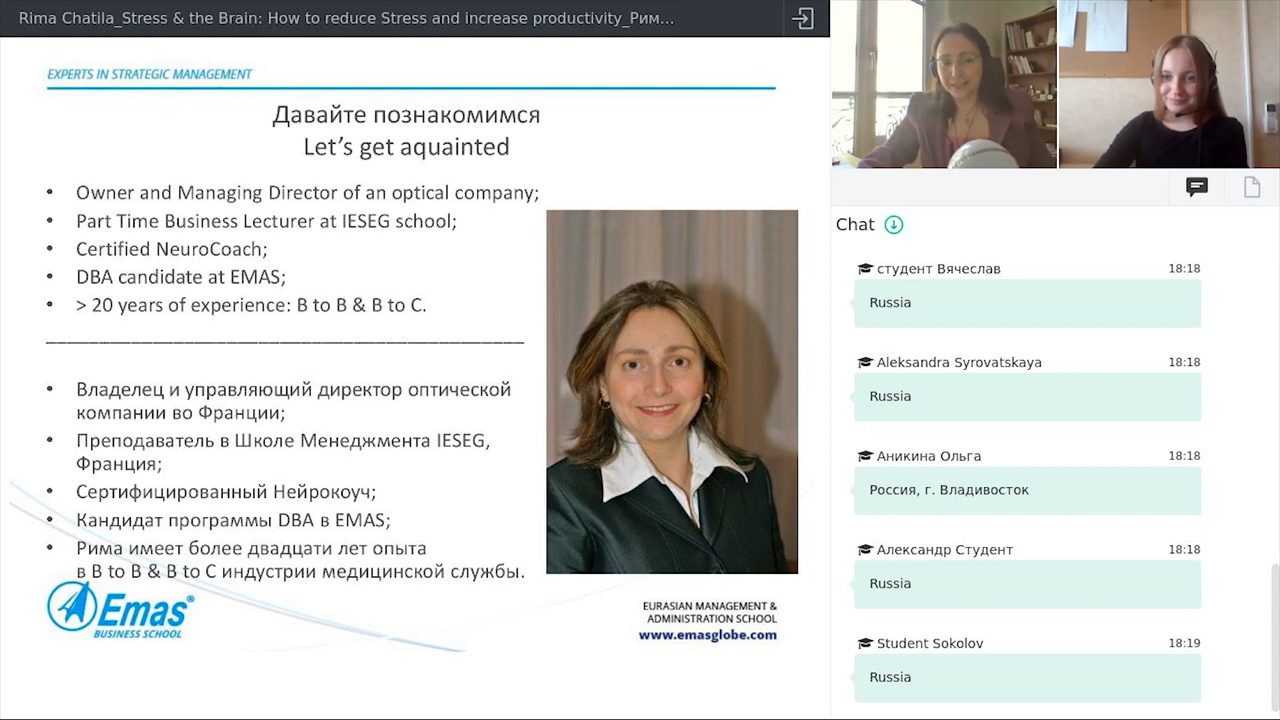 Rima Chatila_Stress & the Brain: How to reduce Stress and increase productivity_Рим...
EXPERTS IN STRATEGIC MANAGEMENT
Давайте познакомимся
Let's get aquainted
• Owner and Managing Director of an optical company;
• Part Time Business Lecturer at IESEG school;
• Certified NeuroCoach;
• DBA candidate at EMAS;
• > 20 years of experience: B to B & B to C.
• Владелец и управляющий директор оптической
компании во Франции;
• Преподаватель в Школе Менеджмента IESEG,
Франция;
• Сертифицированный Нейрокоуч;
• Кандидат программы DBA в EMAS;
• Рима имеет более двадцати лет опыта
в B to B & B to C индустрии медицинской службы.
Emas®
BUSINESS SCHOOL
EURASIAN MANAGEMENT &
ADMINISTRATION SCHOOL
www.emasglobe.com
Chat
студент Вячеслав 18:18
Russia
Aleksandra Syrovatskaya 18:18
Russia
Аникина Ольга 18:18
Россия, г. Владивосток
Александр Студент 18:18
Russia
Student Sokolov 18:19
Russia